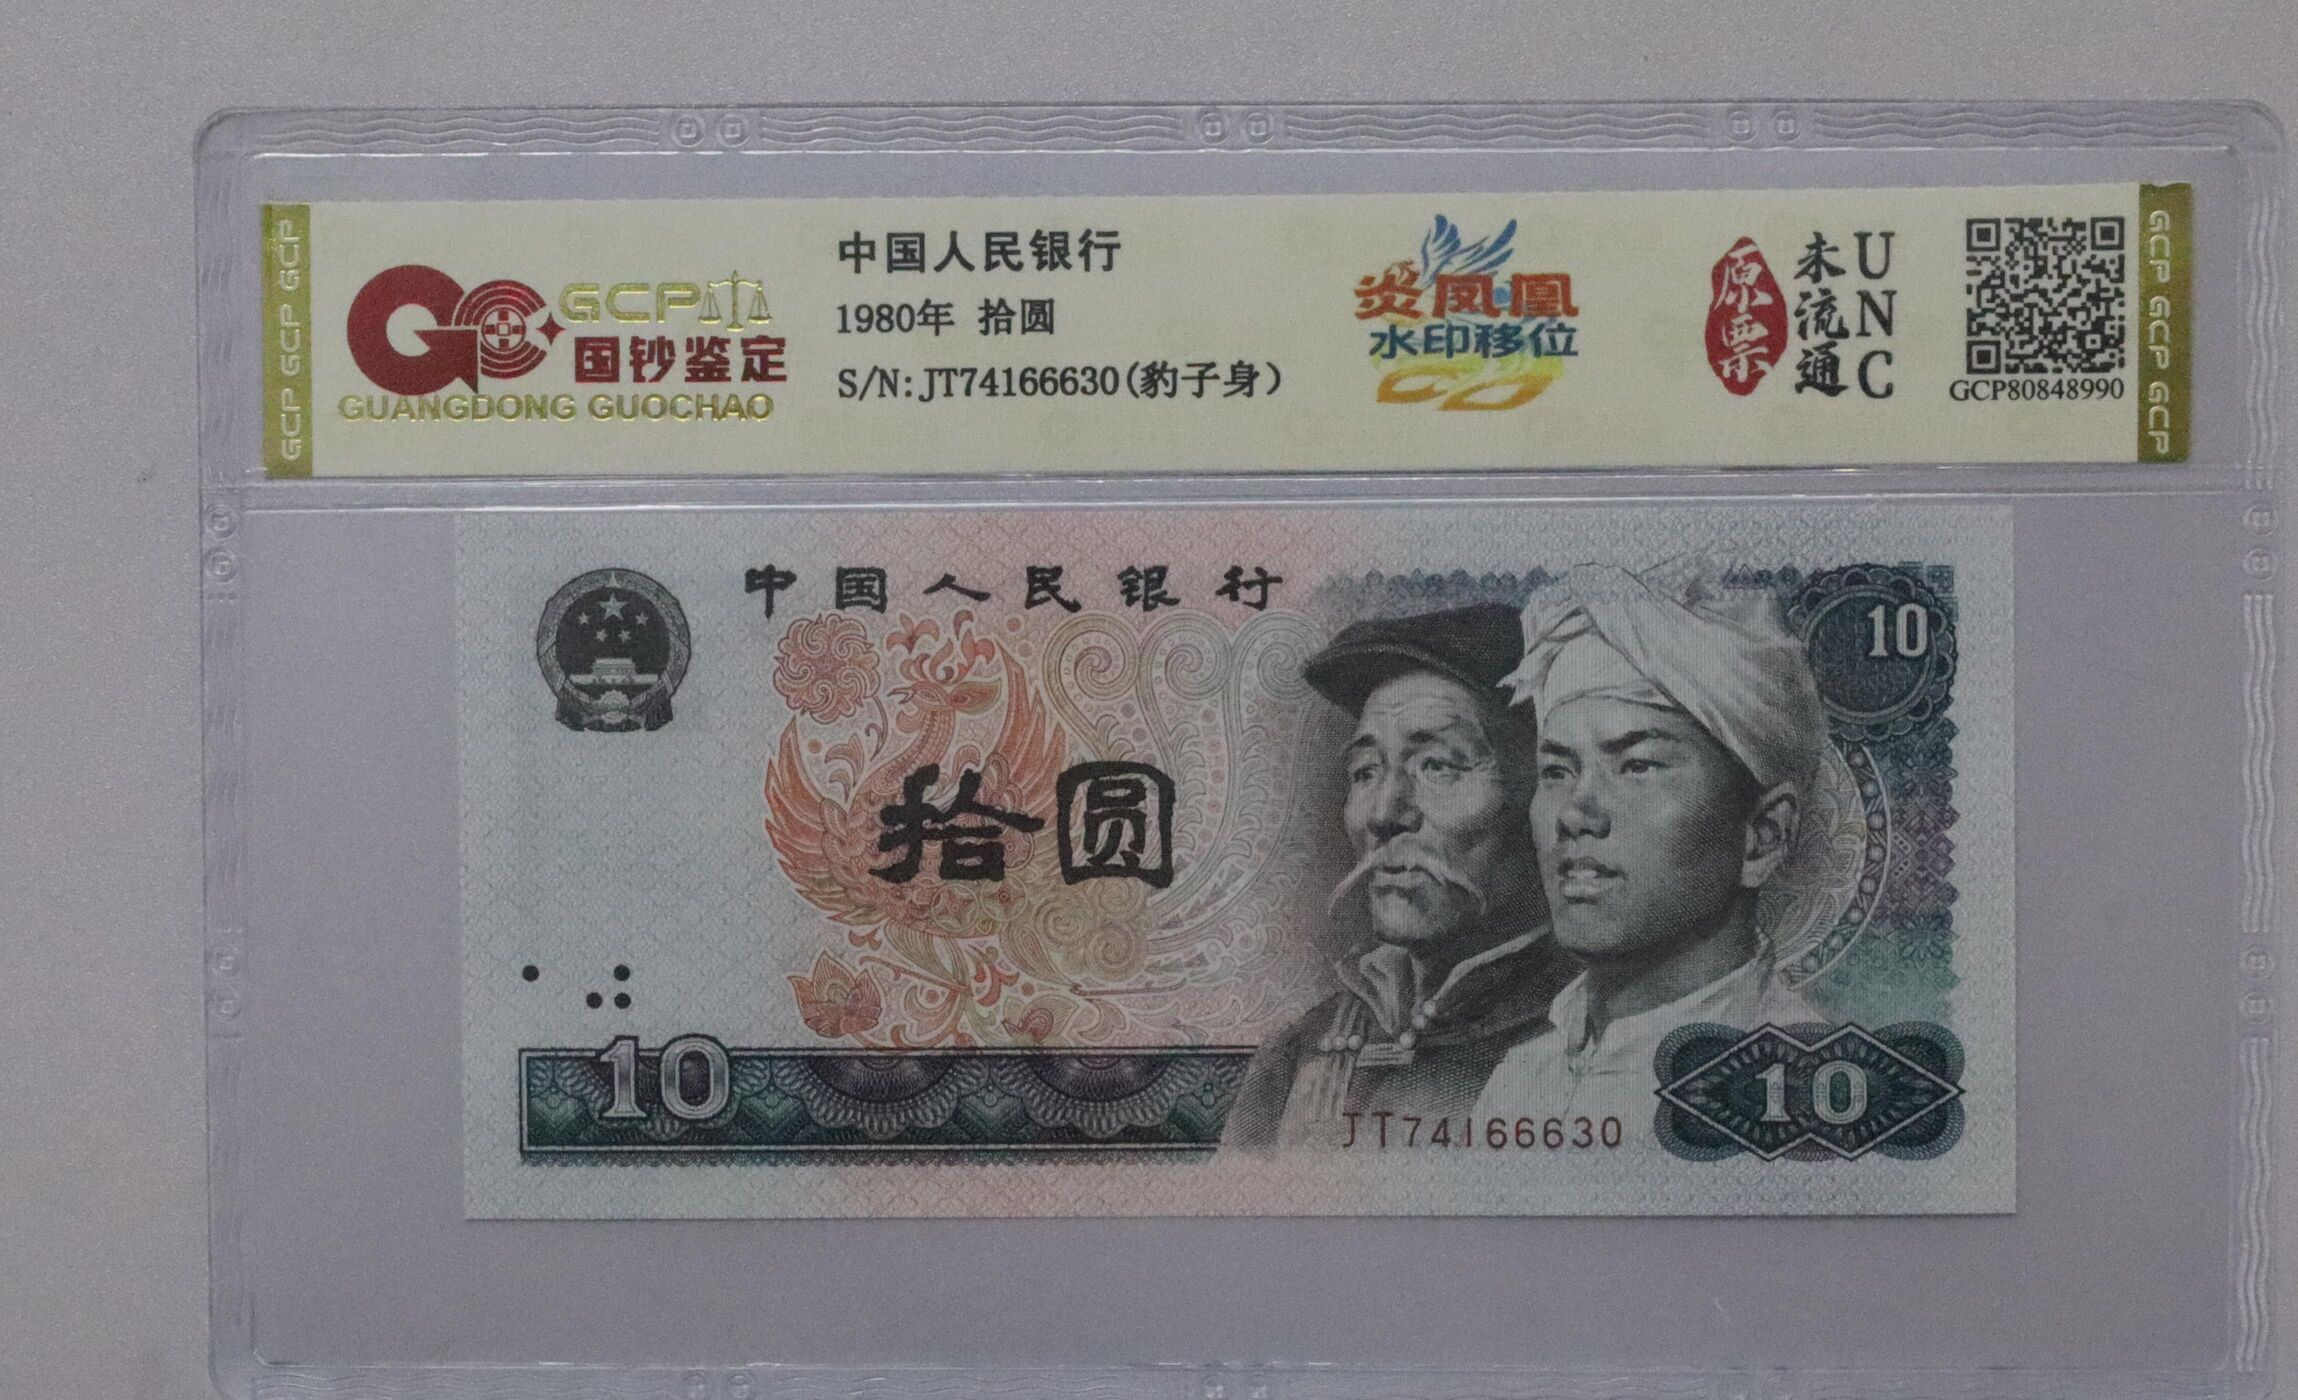 GCP GCP GCP
GCP
国钞鉴定
GUANGDONG GUOCHAO
中国人民银行
1980年 拾圆
S/N:JT74166630(豹子身)
炎凤凰
水印移位
原票
未流通
UNC
GCP80848990
GCP GCP GCP
中国人民银行
10
拾圆
10
JT74166630
10